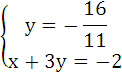 y = −16/11
x + 3y = −2